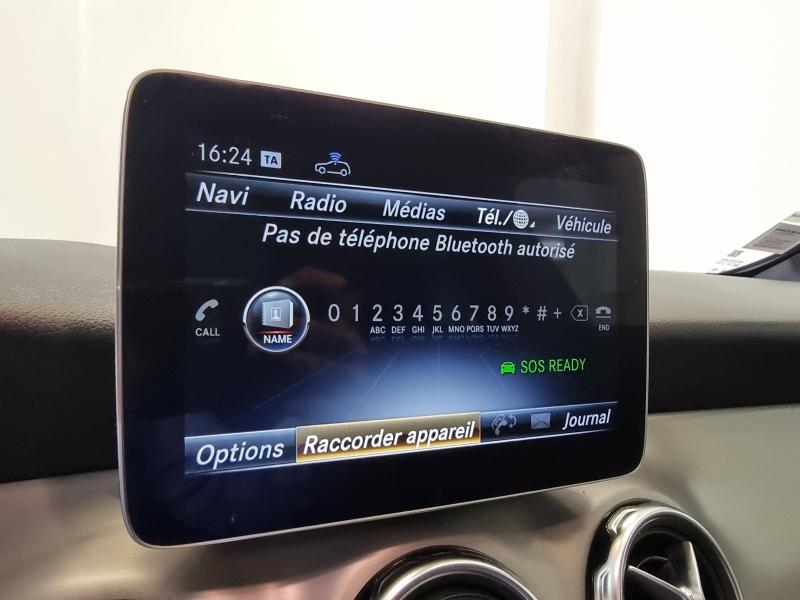 16:24 TA
Navi Radio Médias Tél./ Véhicule
Pas de téléphone Bluetooth autorisé
CALL NAME 0 1 2 3 4 5 6 7 8 9 * # + END
ABC DEF GHI JKL MNO PQRS TUV WXYZ
SOS READY
Options Raccorder appareil Journal